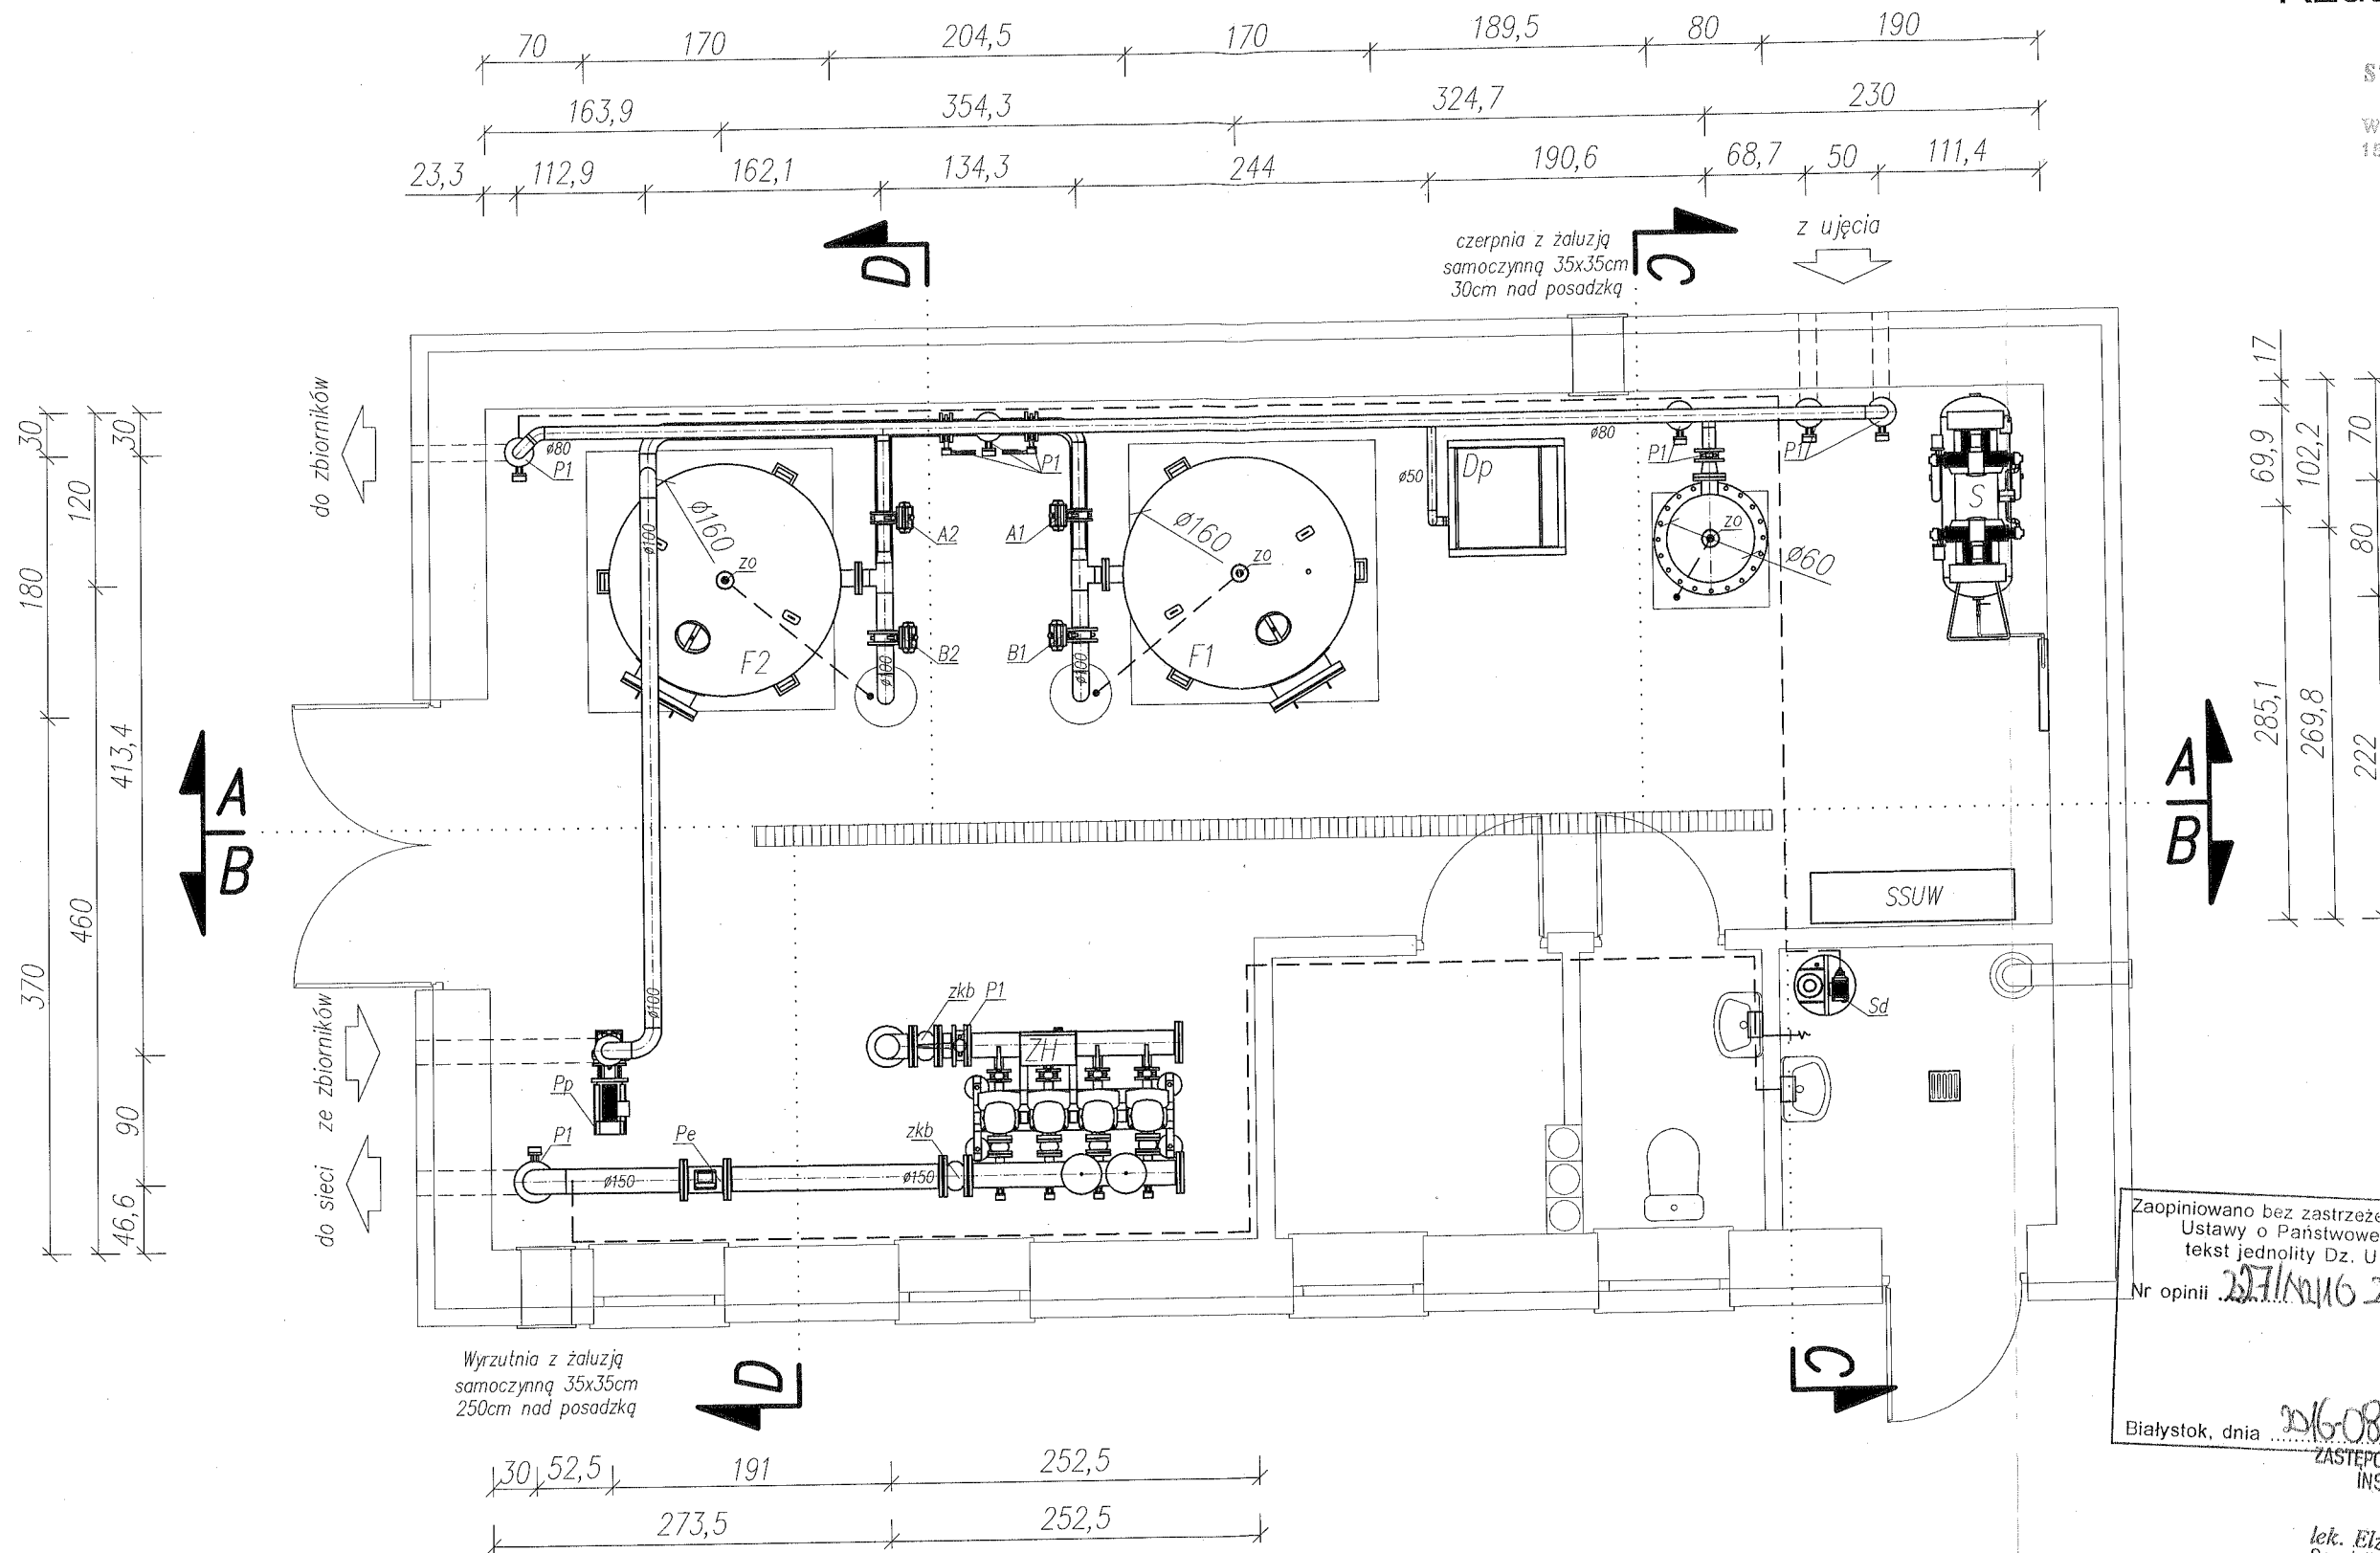 70 170 204,5 170 189,5 80 190
163,9 354,3 324,7 230
23,3 112,9 162,1 134,3 244 190,6 68,7 50 111,4
D
czerpnia z żaluzją
samoczynną 35x35cm
30cm nad posadzką
C
z ujęcia
do zbiorników
30 120 180 460 370
30 413,4 90 46,6
17 69,9 285,1
102,2 269,8
70 80 222
ø80
P1
P1
ø80
P1
P1
ø50
Dp
S
ø100
ø160
zo
A2
A1
ø160
zo
zo
ø60
F2
B2
ø100
B1
ø100
F1
A
B
A
B
SSUW
ze zbiorników
ø100
zkb P1
ZH
Sd
Pp
P1
Pe
zkb
ø150
ø150
do sieci
Wyrzutnia z żaluzją
samoczynną 35x35cm
250cm nad posadzką
D
C
30 52,5 191 252,5
273,5 252,5
Zaopiniowano bez
Ustawy o
tekst jednolity Dz. U
Nr opinii
Białystok, dnia 2016-08
lek.